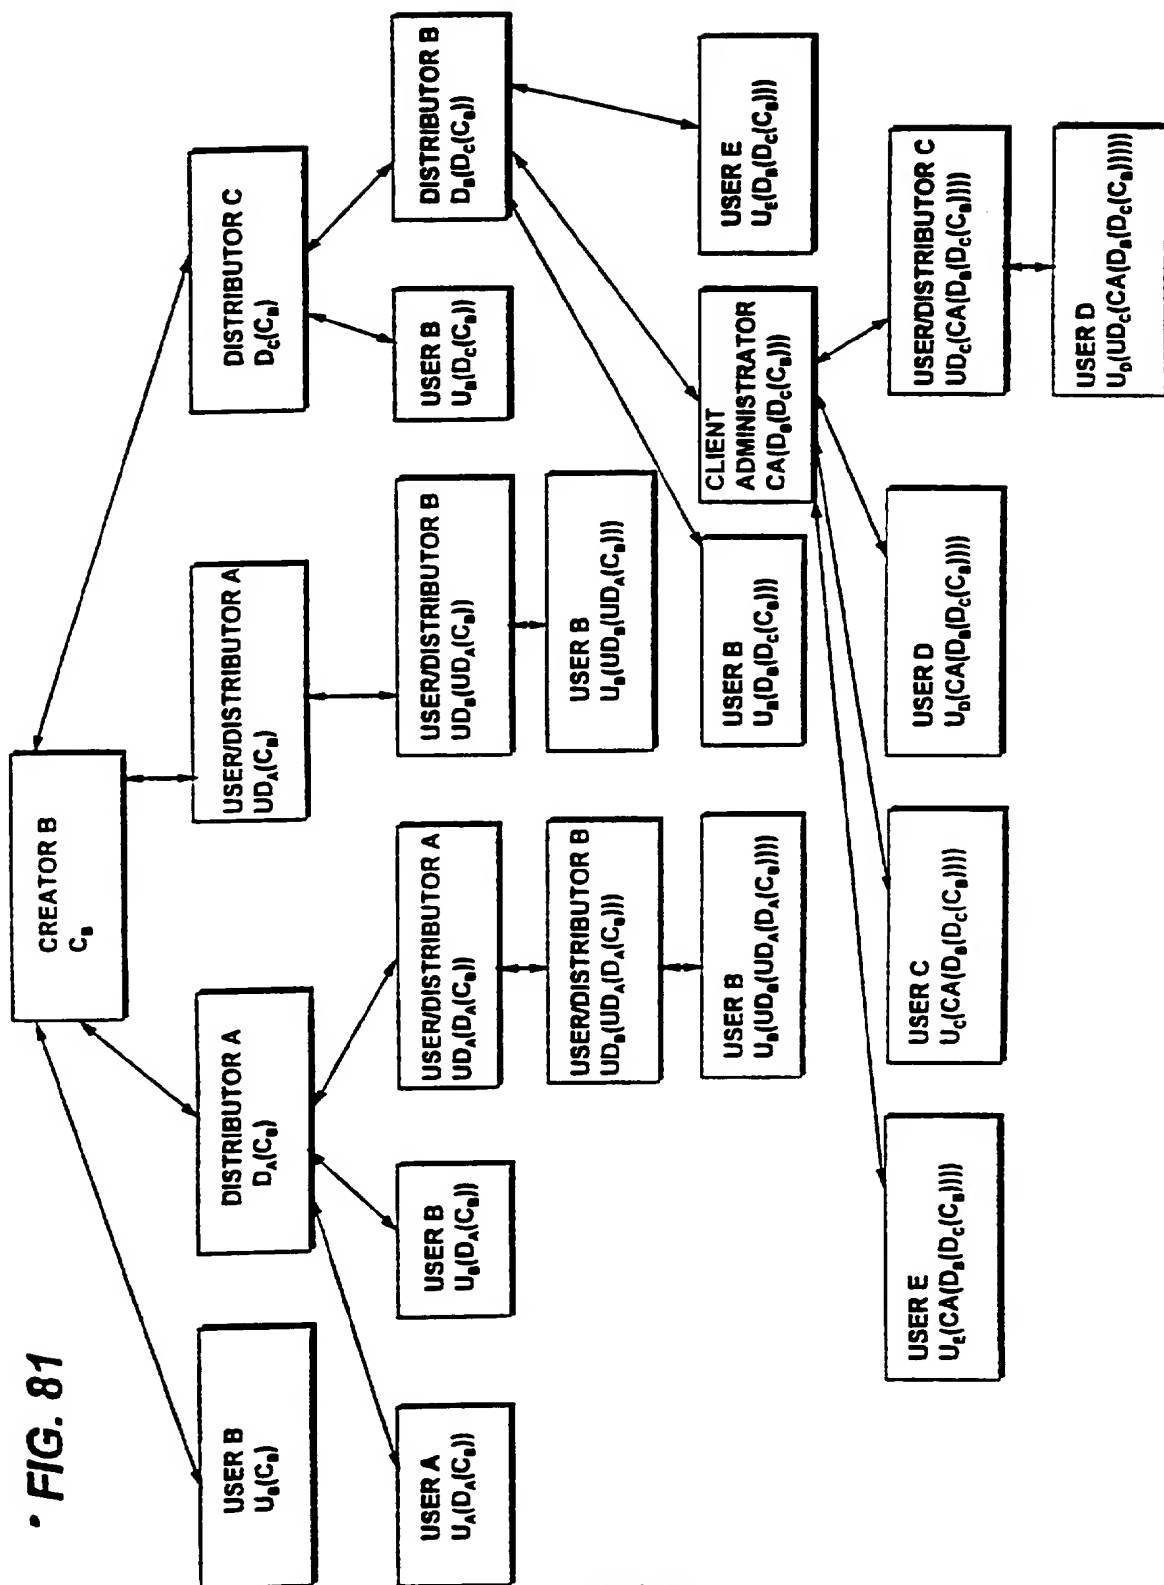 FIG. 81
CREATOR B
C_B
USER B
U_B(C_B)
DISTRIBUTOR A
D_A(C_B)
USER/DISTRIBUTOR A
UD_A(C_B)
DISTRIBUTOR C
D_C(C_B)
USER A
U_A(D_A(C_B))
USER B
U_B(D_A(C_B))
USER/DISTRIBUTOR A
UD_A(D_A(C_B))
USER/DISTRIBUTOR B
UD_B(UD_A(C_B))
USER B
U_B(D_C(C_B))
DISTRIBUTOR B
D_B(D_C(C_B))
USER/DISTRIBUTOR B
UD_B(UD_A(D_A(C_B)))
USER B
U_B(UD_B(UD_A(C_B)))
USER B
U_B(UD_B(UD_A(D_A(C_B))))
USER B
U_B(D_B(D_C(C_B)))
CLIENT
ADMINISTRATOR
CA(D_B(D_C(C_B)))
USER E
U_E(D_B(D_C(C_B)))
USER E
U_E(CA(D_B(D_C(C_B))))
USER C
U_C(CA(D_B(D_C(C_B))))
USER D
U_D(CA(D_B(D_C(C_B))))
USER/DISTRIBUTOR C
UD_C(CA(D_B(D_C(C_B))))
USER D
U_D(UD_C(CA(D_B(D_C(C_B)))))